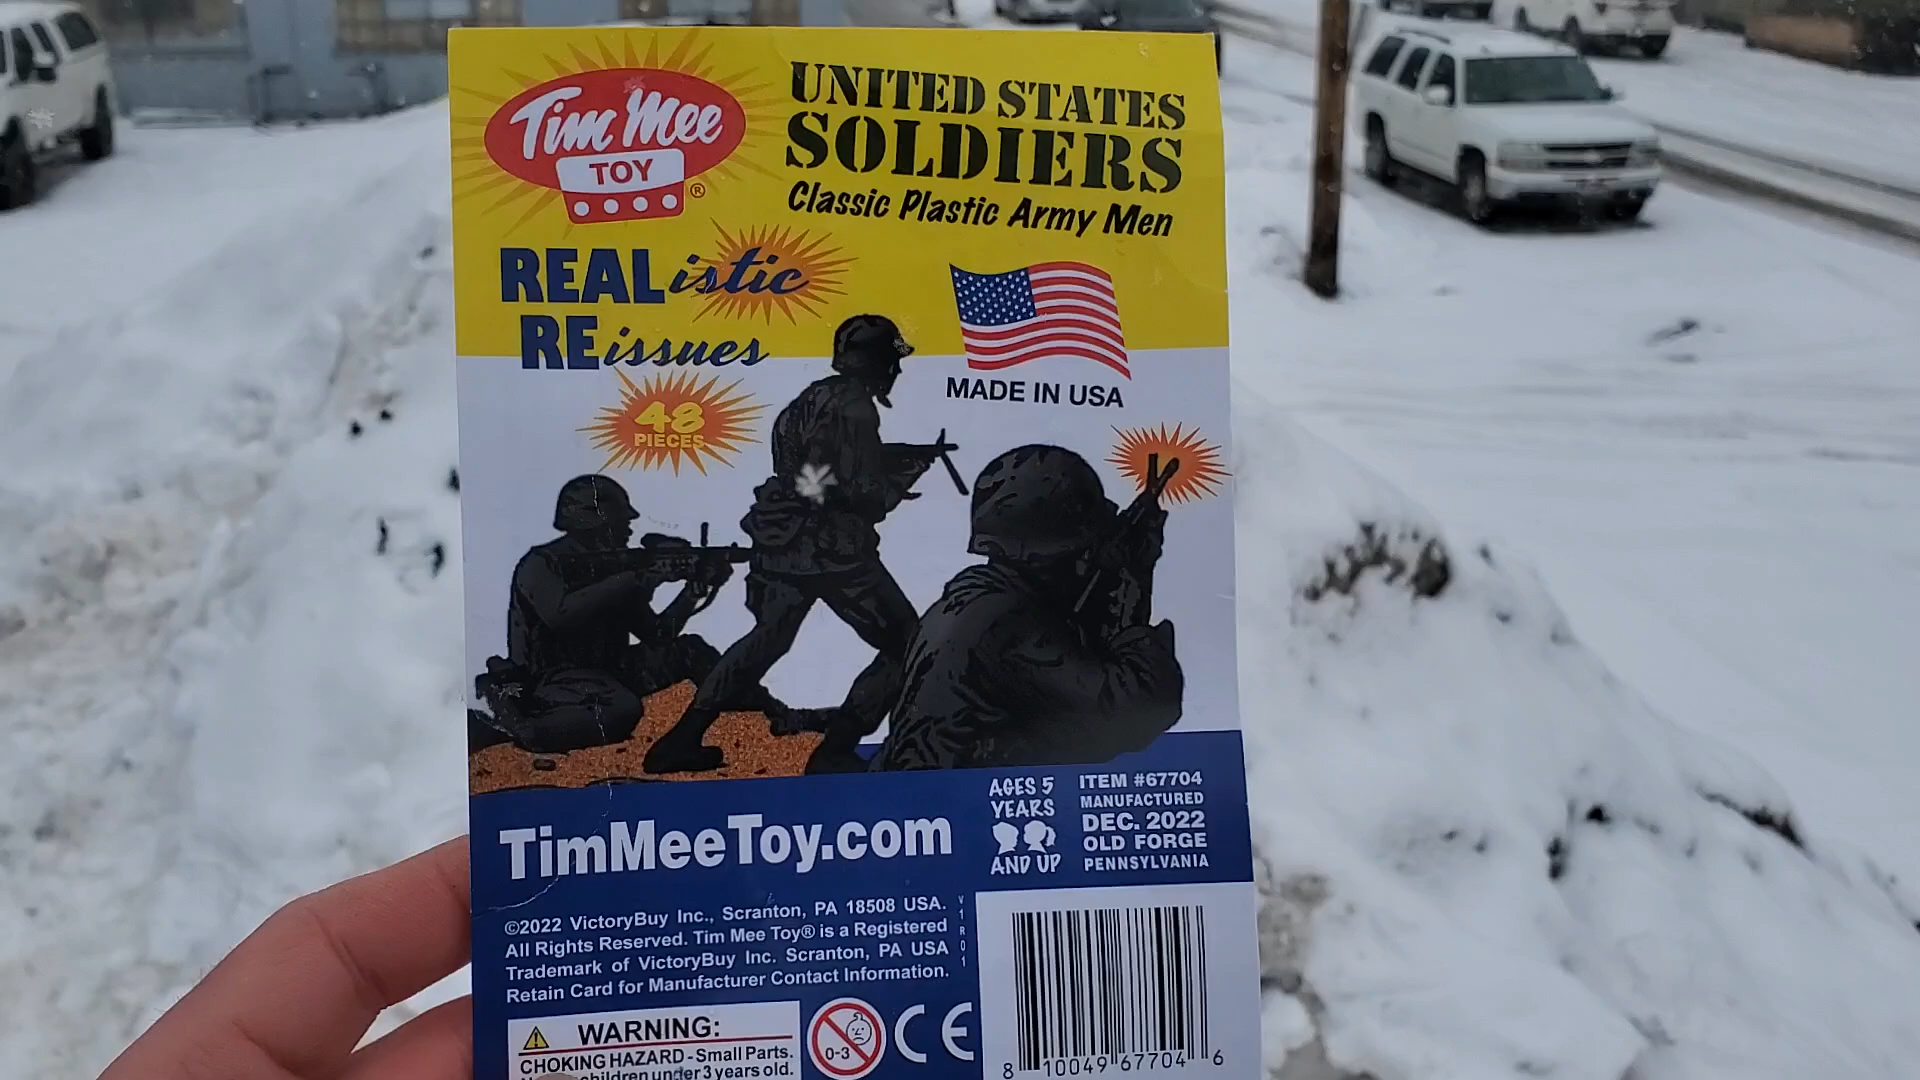 Tim Mee
TOY
®
UNITED STATES
SOLDIERS
Classic Plastic Army Men
REAListic
REissues
48
PIECES
MADE IN USA
TimMeeToy.com
AGES 5
YEARS
AND UP
ITEM #67704
MANUFACTURED
DEC. 2022
OLD FORGE
PENNSYLVANIA
©2022 VictoryBuy Inc., Scranton, PA 18508 USA.
All Rights Reserved. Tim Mee Toy® is a Registered
Trademark of VictoryBuy Inc. Scranton, PA USA
Retain Card for Manufacturer Contact Information.
V1R01
WARNING:
CHOKING HAZARD - Small Parts.
children under 3 years old.
0-3
CE
8 10049 67704 6